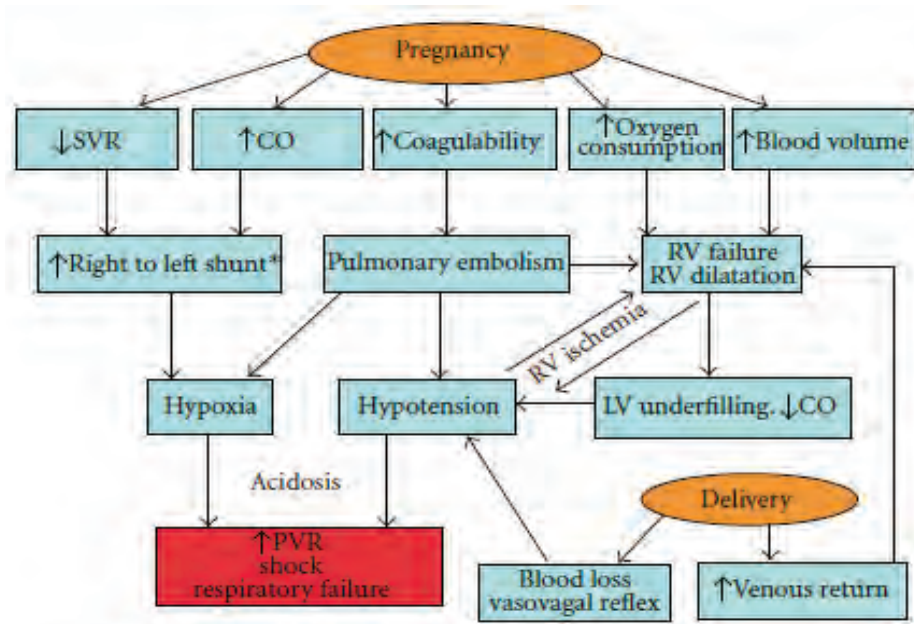 Pregnancy
↓SVR
↑CO
↑Coagulability
↑Oxygen
consumption
↑Blood volume
↑Right to left shunt*
Pulmonary embolism
RV failure
RV dilatation
RV ischemia
Hypoxia
Hypotension
LV underfilling. ↓CO
Acidosis
Delivery
↑PVR
shock
respiratory failure
Blood loss
vasovagal reflex
↑Venous return